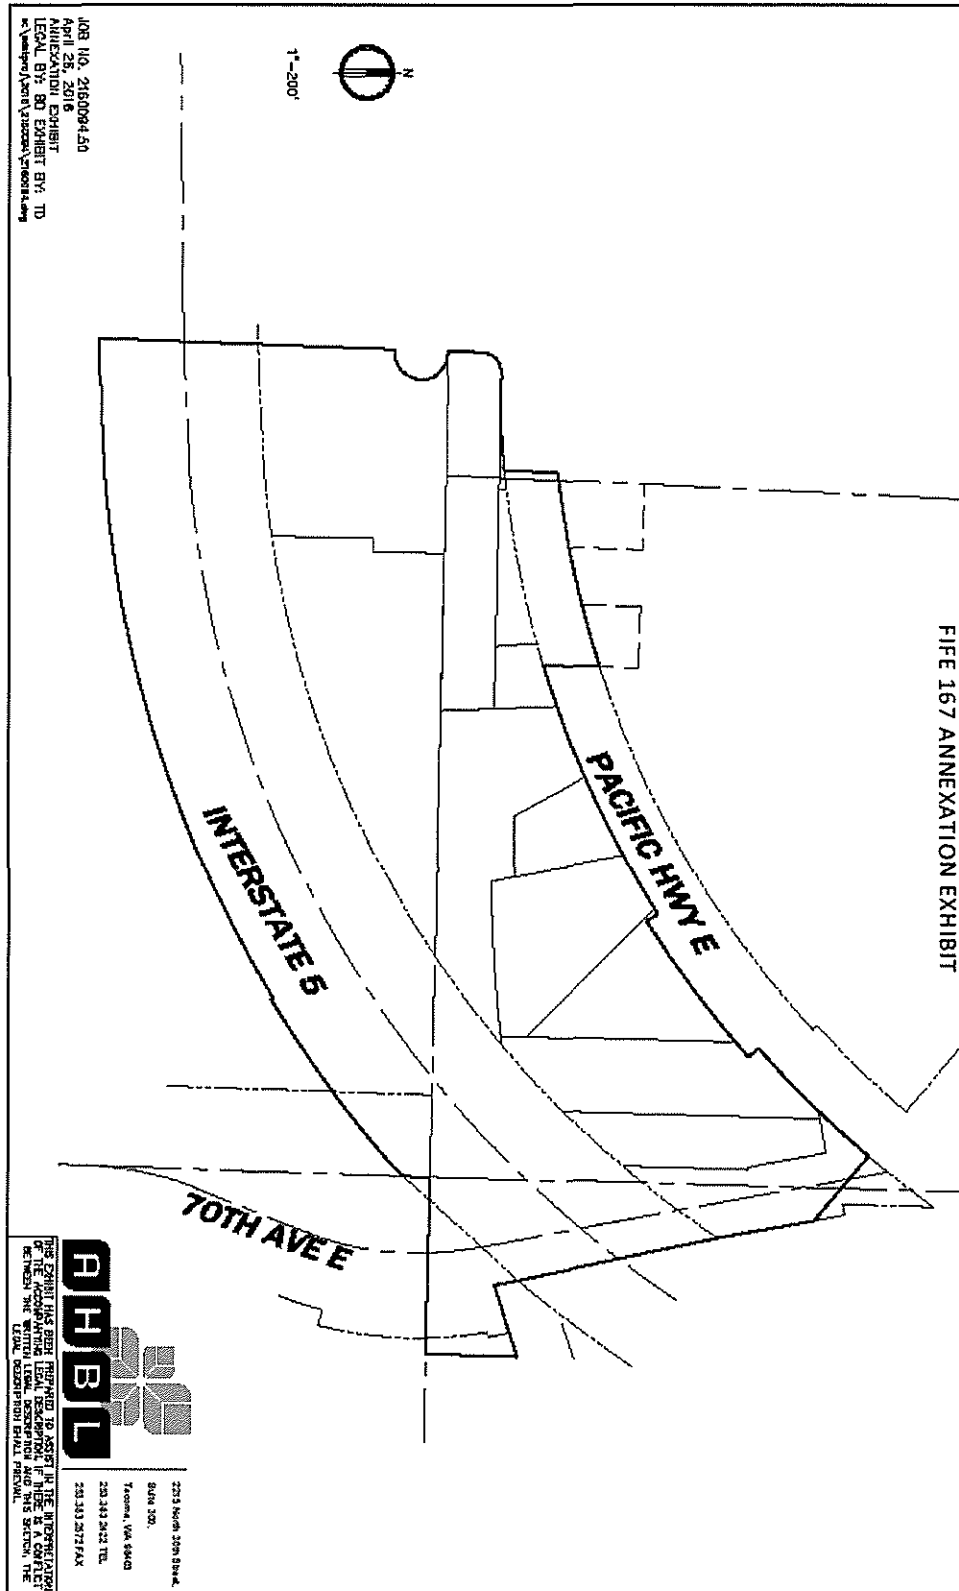 FIFE 167 ANNEXATION EXHIBIT
N
1"=200'
PACIFIC HWY E
INTERSTATE 5
70TH AVE E
JOB NO. 2160094.50
April 26, 2016
ANNEXATION EXHIBIT
LEGAL BY: BD EXHIBIT BY: TD
AHBL
2215 North 30th Street,
Suite 300,
Tacoma, WA 98403
253.383.2422 TEL
253.383.2572 FAX
THIS EXHIBIT HAS BEEN PREPARED TO ASSIST IN THE INTERPRETATION
OF THE ACCOMPANYING LEGAL DESCRIPTION. IF THERE IS A CONFLICT
BETWEEN THE WRITTEN LEGAL DESCRIPTION AND THIS SKETCH, THE
LEGAL DESCRIPTION SHALL PREVAIL.